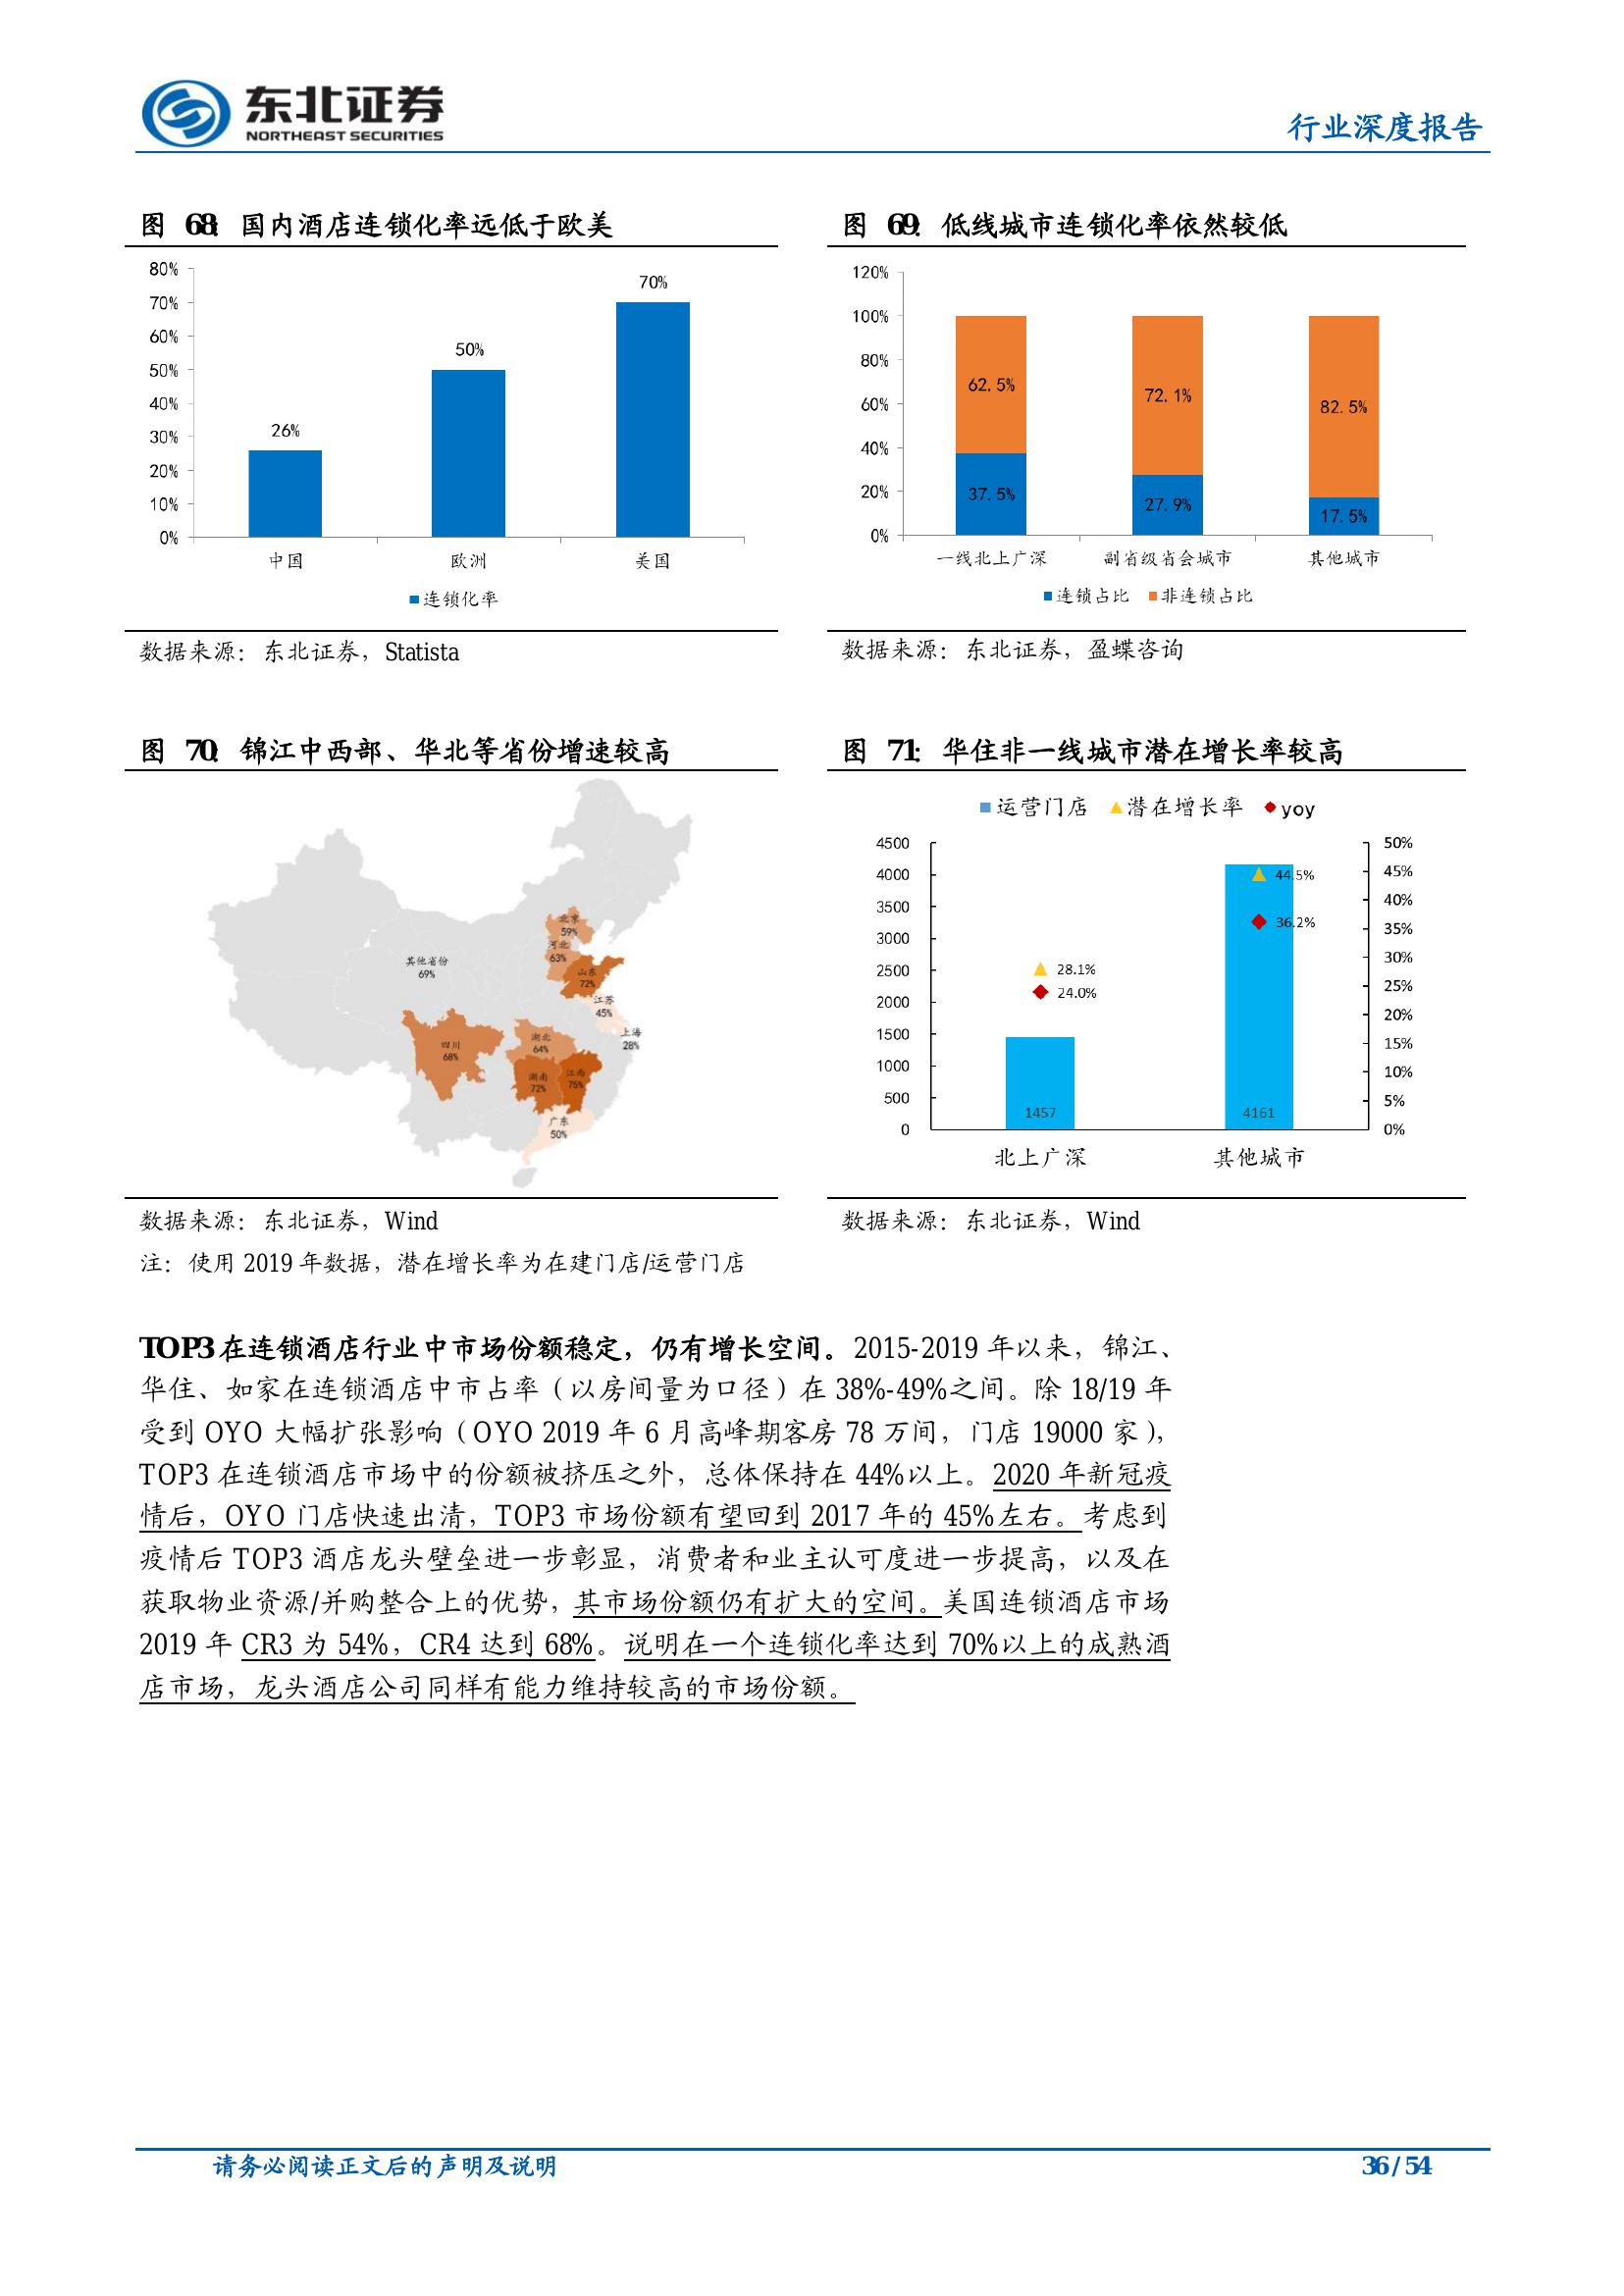 东北证券
NORTHEAST SECURITIES
行业深度报告
图 68：国内酒店连锁化率远低于欧美
80%
70%
60%
50%
40%
30%
20%
10%
0%
26%
50%
70%
中国 欧洲 美国
连锁化率
数据来源：东北证券，Statista
图 69：低线城市连锁化率依然较低
120%
100%
80%
60%
40%
20%
0%
62.5% 72.1% 82.5%
37.5% 27.9% 17.5%
一线北上广深 副省级省会城市 其他城市
连锁占比 非连锁占比
数据来源：东北证券，盈蝶咨询
图 70：锦江中西部、华北等省份增速较高
北京
59%
河北
63%
其他省份
69%
山东
72%
江苏
45%
上海
28%
四川
68%
湖北
64%
湖南
72%
江西
75%
广东
50%
数据来源：东北证券，Wind
注：使用 2019 年数据，潜在增长率为在建门店/运营门店
图 71：华住非一线城市潜在增长率较高
运营门店 潜在增长率 yoy
4500
4000
3500
3000
2500
2000
1500
1000
500
0
50%
45%
40%
35%
30%
25%
20%
15%
10%
5%
0%
44.5%
36.2%
28.1%
24.0%
1457 4161
北上广深 其他城市
数据来源：东北证券，Wind
TOP3 在连锁酒店行业中市场份额稳定，仍有增长空间。2015-2019 年以来，锦江、
华住、如家在连锁酒店中市占率（以房间量为口径）在 38%-49%之间。除 18/19 年
受到 OYO 大幅扩张影响（OYO 2019 年 6 月高峰期客房 78 万间，门店 19000 家），
TOP3 在连锁酒店市场中的份额被挤压之外，总体保持在 44%以上。2020 年新冠疫
情后，OYO 门店快速出清，TOP3 市场份额有望回到 2017 年的 45%左右。考虑到
疫情后 TOP3 酒店龙头壁垒进一步彰显，消费者和业主认可度进一步提高，以及在
获取物业资源/并购整合上的优势，其市场份额仍有扩大的空间。美国连锁酒店市场
2019 年 CR3 为 54%，CR4 达到 68%。说明在一个连锁化率达到 70%以上的成熟酒
店市场，龙头酒店公司同样有能力维持较高的市场份额。
请务必阅读正文后的声明及说明
36 / 54